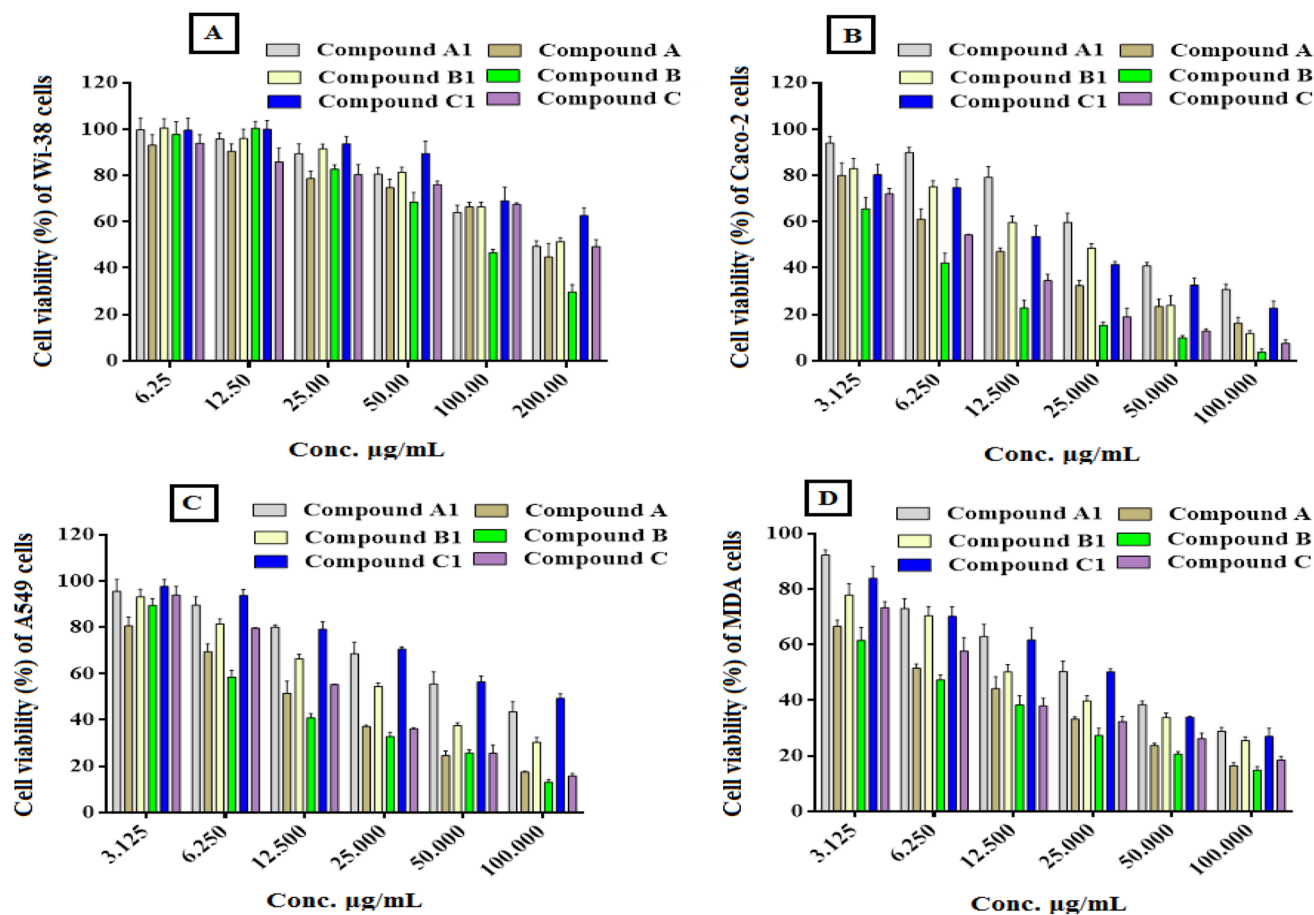 A
Compound A1 Compound A
Compound B1 Compound B
Compound C1 Compound C
Cell viability (%) of Wi-38 cells
120
100
80
60
40
20
0
6.25 12.50 25.00 50.00 100.00 200.00
Conc. µg/mL
B
Compound A1 Compound A
Compound B1 Compound B
Compound C1 Compound C
Cell viability (%) of Caco-2 cells
120
100
80
60
40
20
0
3.125 6.250 12.500 25.000 50.000 100.000
Conc. µg/mL
C
Compound A1 Compound A
Compound B1 Compound B
Compound C1 Compound C
Cell viability (%) of A549 cells
120
100
80
60
40
20
0
3.125 6.250 12.500 25.000 50.000 100.000
Conc. µg/mL
D
Compound A1 Compound A
Compound B1 Compound B
Compound C1 Compound C
Cell viability (%) of MDA cells
100
80
60
40
20
0
3.125 6.250 12.500 25.000 50.000 100.000
Conc. µg/mL